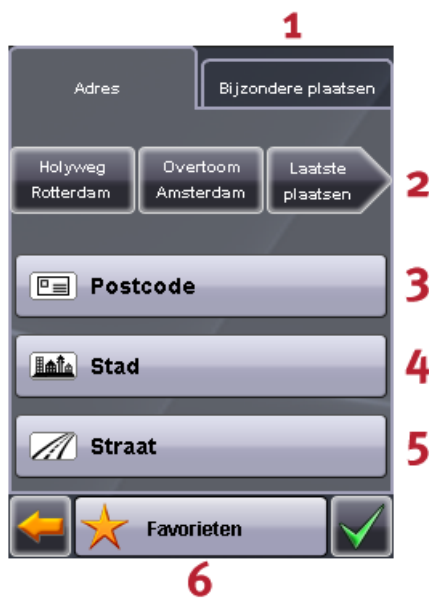 1
Adres
Bijzondere plaatsen
Holyweg
Rotterdam
Overtoom
Amsterdam
Laatste
plaatsen
2
Postcode
3
Stad
4
Straat
5
Favorieten
6